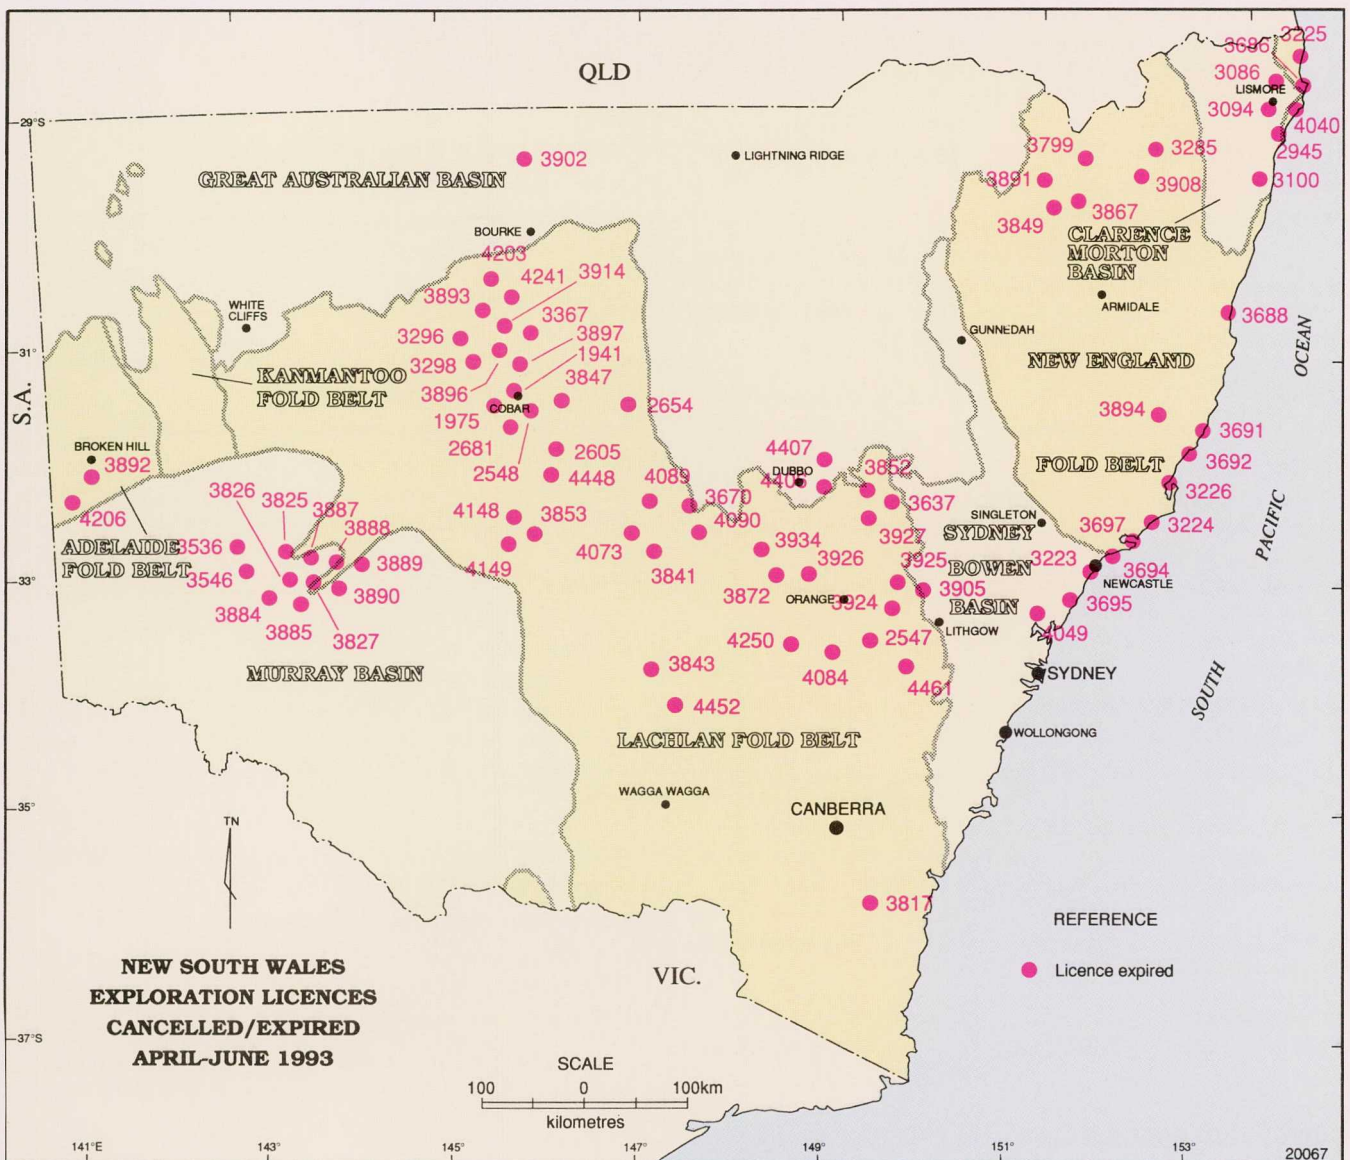 QLD
3225
3686
3086
LISMORE
3094
4040
2945
3100
29°S
3902
LIGHTNING RIDGE
3799
3285
3891
3908
GREAT AUSTRALIAN BASIN
3849
3867
CLARENCE
MORTON
BASIN
BOURKE
4203
4241
3914
WHITE
CLIFFS
3893
3367
ARMIDALE
3688
3296
3897
GUNNEDAH
31°
3298
1941
NEW ENGLAND
OCEAN
KANMANTOO
FOLD BELT
3896
3847
S.A.
COBAR
2654
1975
3894
3691
BROKEN HILL
2681
2605
4407
3892
2548
4448
4089
DUBBO
3852
FOLD BELT
3692
3826
3825
3670
3637
3226
4206
3887
4148
3853
4090
SINGLETON
3888
3927
SYDNEY
3697
3224
PACIFIC
ADELAIDE
FOLD BELT
3536
3889
4149
4073
3934
3926
3925
3223
3694
3546
3841
BOWEN
NEWCASTLE
33°
3890
3872
3905
3884
ORANGE
3924
BASIN
3695
3885
3827
4250
2547
LITHGOW
4049
MURRAY BASIN
3843
4084
4461
SYDNEY
SOUTH
4452
LACHLAN FOLD BELT
WOLLONGONG
WAGGA WAGGA
35°
CANBERRA
TN
3817
REFERENCE
Licence expired
NEW SOUTH WALES
EXPLORATION LICENCES
CANCELLED/EXPIRED
APRIL-JUNE 1993
VIC.
37°S
SCALE
100 0 100km
kilometres
141°E 143° 145° 147° 149° 151° 153°
20067